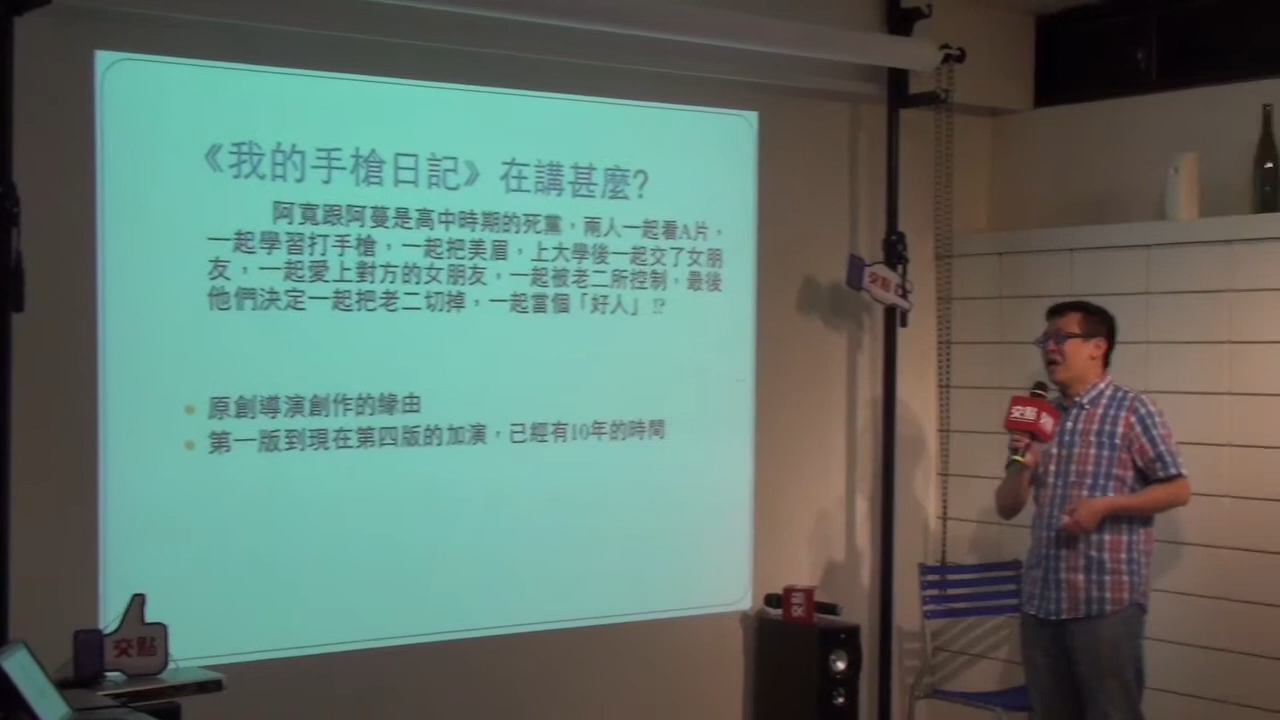 《我的手槍日記》在講甚麼?
阿寬跟阿蔓是高中時期的死黨，兩人一起看A片，
一起學習打手槍，一起把美眉，上大學後一起交了女朋
友，一起愛上對方的女朋友，一起被老二所控制，最後
他們決定一起把老二切掉，一起當個「好人」!?
原創導演創作的緣由
第一版到現在第四版的加演，已經有10年的時間
交點
交點
交點